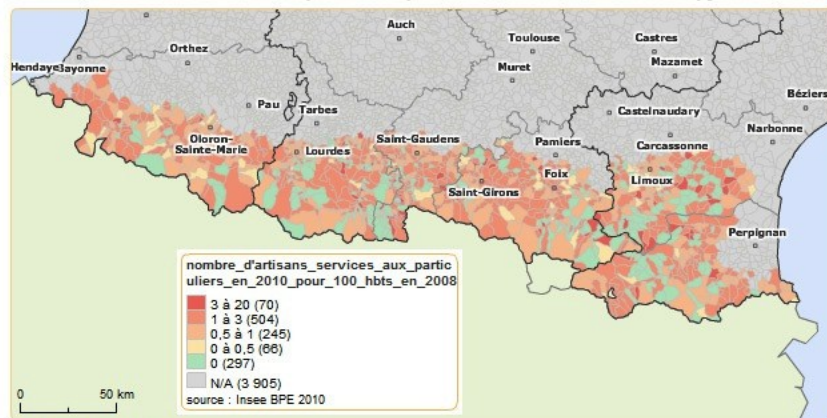 Auch
Toulouse
Castres
Orthez
Hendaye
Bayonne
Muret
Mazamet
Béziers
Pau
Tarbes
Castelnaudary
Oloron-
Sainte-Marie
Saint-Gaudens
Pamiers
Carcassonne
Narbonne
Lourdes
Saint-Girons
Foix
Limoux
Perpignan
nombre_d'artisans_services_aux_partic
uliers_en_2010_pour_100_hbts_en_2008
3 à 20 (70)
1 à 3 (504)
0,5 à 1 (245)
0 à 0,5 (66)
0 (297)
N/A (3 905)
source : Insee BPE 2010
0 50 km